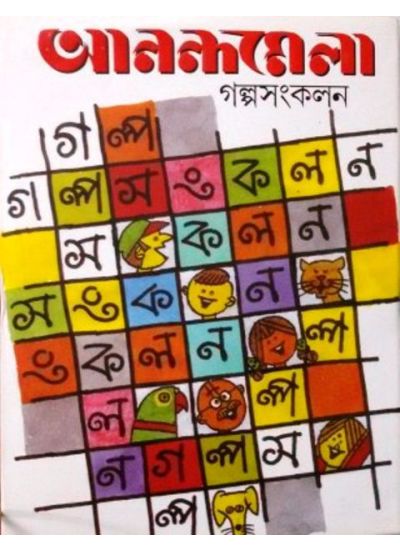 আনন্দমেলা
গল্পসংকলন
গ ল্প
গ ল্প স ং ক ল ন
স ক ল ন
স ং ক ন
ং ক ল ন ল্প
ল ল্প
ন গ ল্প স
ল্প